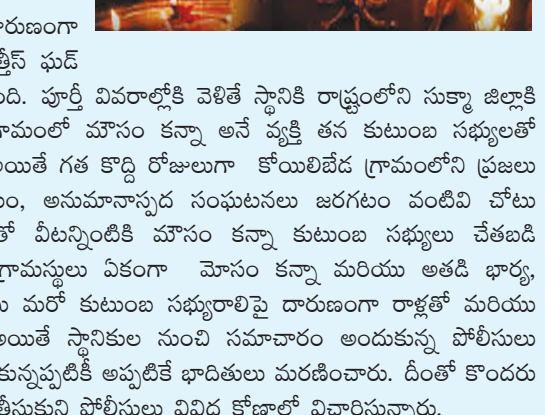 దారుణంగా
త్తీస్ ఘడ్
ది. పూర్తీ వివరాల్లోకి వెళితే స్థానికి రాష్ట్రంలోని సుక్మా జిల్లాకి
గ్రామంలో మౌసం కన్నా అనే వ్యక్తి తన కుటుంబ సభ్యులతో
అయితే గత కొద్ది రోజులుగా కోయిలిబేడ గ్రామంలోని ప్రజలు
ం, అనుమానాస్పద సంఘటనలు జరగటం వంటివి చోటు
తో వీటన్నింటికి మౌసం కన్నా కుటుంబ సభ్యులు చేతబడి
గ్రామస్థులు ఏకంగా మోసం కన్నా మరియు అతడి భార్య,
మరో కుటుంబ సభ్యురాలిపై దారుణంగా రాళ్లతో మరియు
అయితే స్థానికుల నుంచి సమాచారం అందుకున్న పోలీసులు
కున్నప్పటికీ అప్పటికే భాదితులు మరణించారు. దీంతో కొందరు
తీసుకుని పోలీసులు వివిద కోణాల్లో విచారిస్తున్నారు.